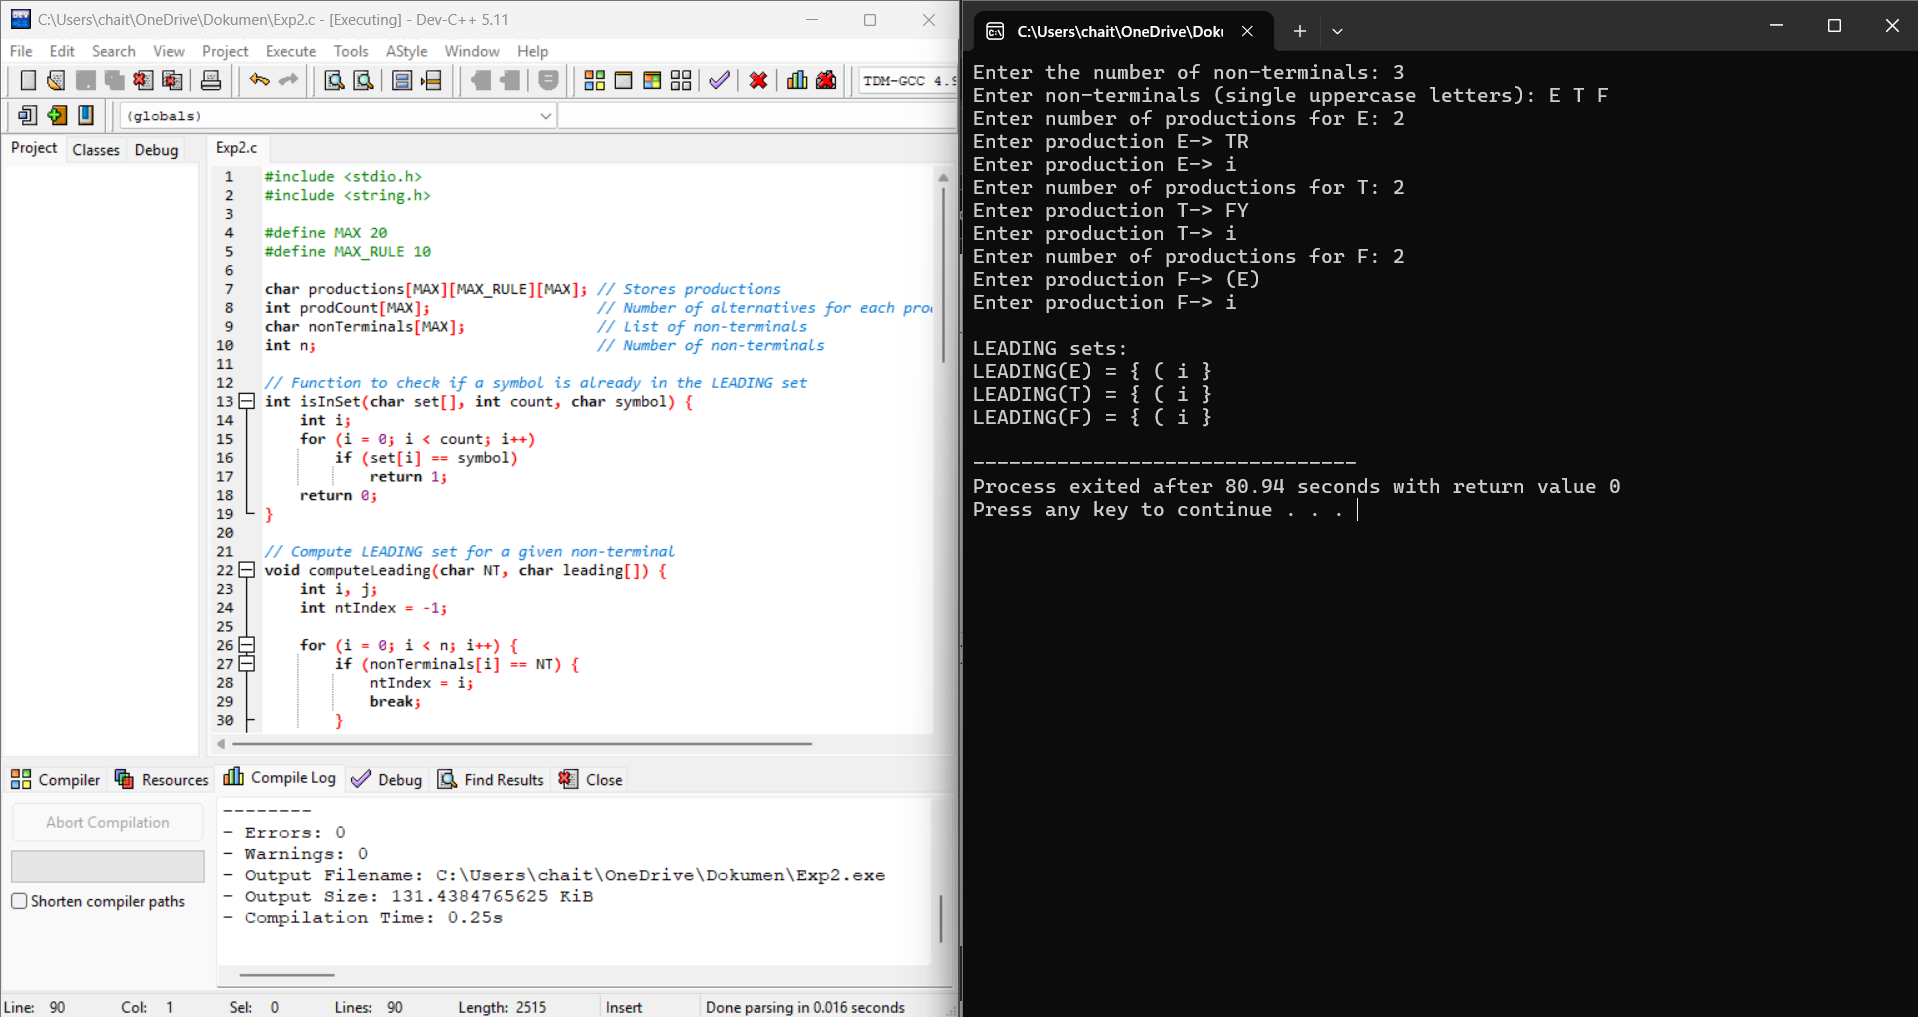 C:\Users\chait\OneDrive\Dokumen\Exp2.c - [Executing] - Dev-C++ 5.11
File Edit Search View Project Execute Tools AStyle Window Help
TDM-GCC 4.9
(globals)
Project Classes Debug
Exp2.c
1 #include <stdio.h>
2 #include <string.h>
3
4 #define MAX 20
5 #define MAX_RULE 10
6
7 char productions[MAX][MAX_RULE][MAX]; // Stores productions
8 int prodCount[MAX]; // Number of alternatives for each pro
9 char nonTerminals[MAX]; // List of non-terminals
10 int n; // Number of non-terminals
11
12 // Function to check if a symbol is already in the LEADING set
13 int isInSet(char set[], int count, char symbol) {
14 int i;
15 for (i = 0; i < count; i++)
16 if (set[i] == symbol)
17 return 1;
18 return 0;
19 }
20
21 // Compute LEADING set for a given non-terminal
22 void computeLeading(char NT, char leading[]) {
23 int i, j;
24 int ntIndex = -1;
25
26 for (i = 0; i < n; i++) {
27 if (nonTerminals[i] == NT) {
28 ntIndex = i;
29 break;
30 }
Compiler Resources Compile Log Debug Find Results Close
Abort Compilation
Shorten compiler paths
--------
- Errors: 0
- Warnings: 0
- Output Filename: C:\Users\chait\OneDrive\Dokumen\Exp2.exe
- Output Size: 131.4384765625 KiB
- Compilation Time: 0.25s
Line: 90 Col: 1 Sel: 0 Lines: 90 Length: 2515 Insert Done parsing in 0.016 seconds
C:\Users\chait\OneDrive\Doku
Enter the number of non-terminals: 3
Enter non-terminals (single uppercase letters): E T F
Enter number of productions for E: 2
Enter production E-> TR
Enter production E-> i
Enter number of productions for T: 2
Enter production T-> FY
Enter production T-> i
Enter number of productions for F: 2
Enter production F-> (E)
Enter production F-> i
LEADING sets:
LEADING(E) = { ( i }
LEADING(T) = { ( i }
LEADING(F) = { ( i }
--------------------------------
Process exited after 80.94 seconds with return value 0
Press any key to continue . . .